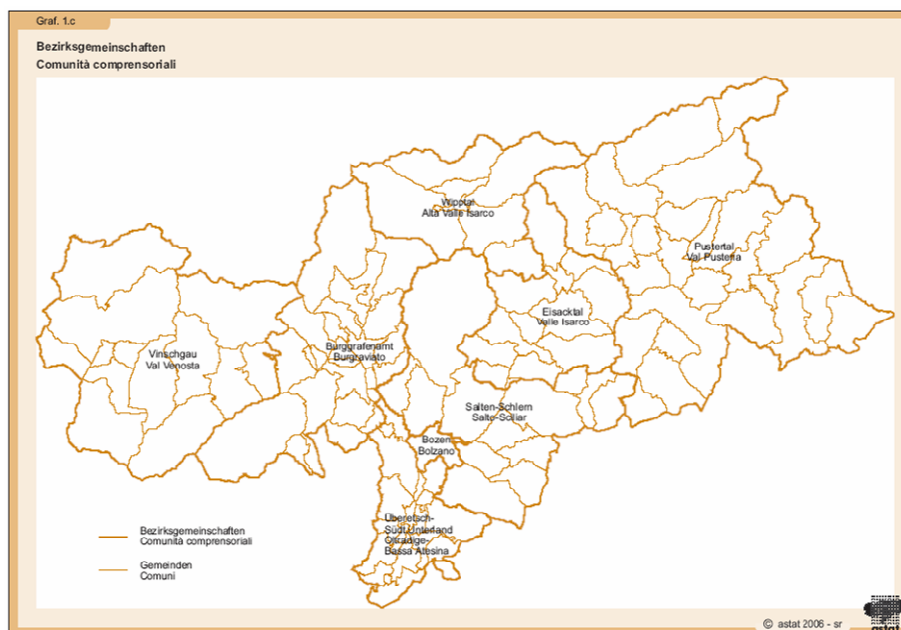 Graf. 1.c
Bezirksgemeinschaften
Comunità comprensoriali
Wipptal
Alta Valle Isarco
Pustertal
Val Pusteria
Eisacktal
Valle Isarco
Burggrafenamt
Burgraviato
Vinschgau
Val Venosta
Salten-Schlern
Salto-Sciliar
Bozen
Bolzano
Überetsch-
Südt.Unterland
Oltradige-
Bassa Atesina
Bezirksgemeinschaften
Comunità comprensoriali
Gemeinden
Comuni
© astat 2006 - sr
astat